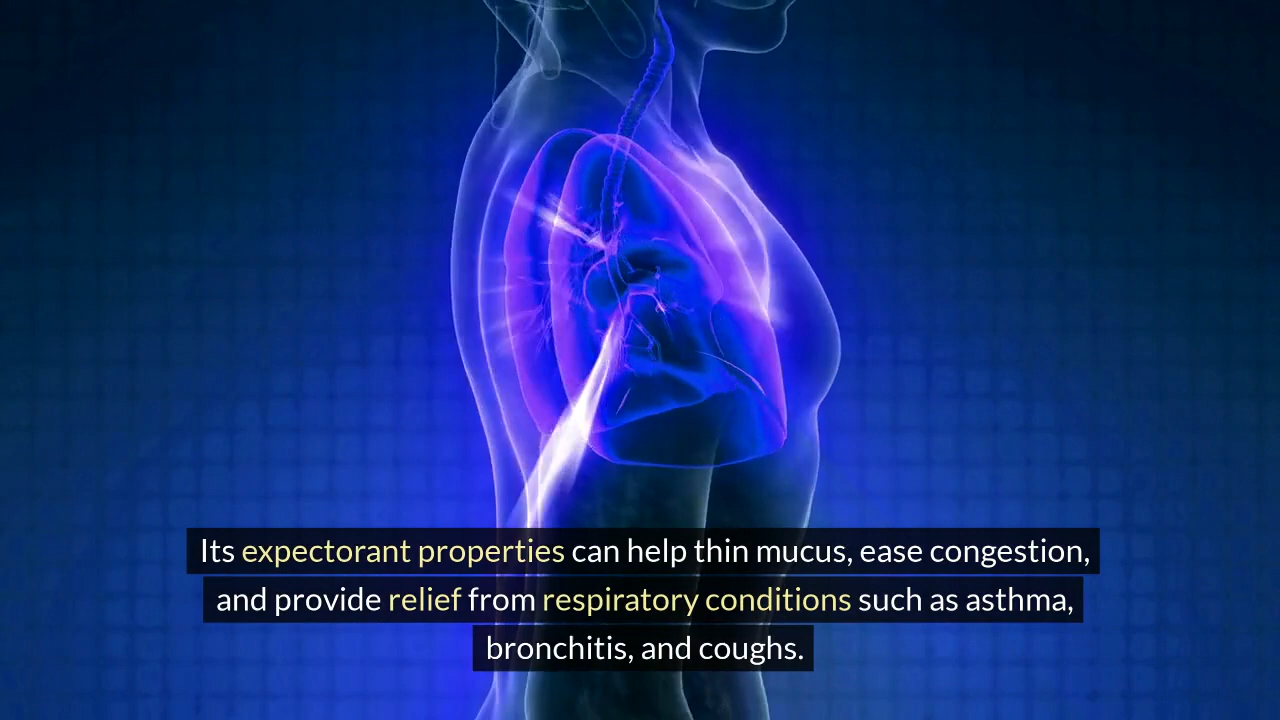 Its expectorant properties can help thin mucus, ease congestion,
and provide relief from respiratory conditions such as asthma,
bronchitis, and coughs.